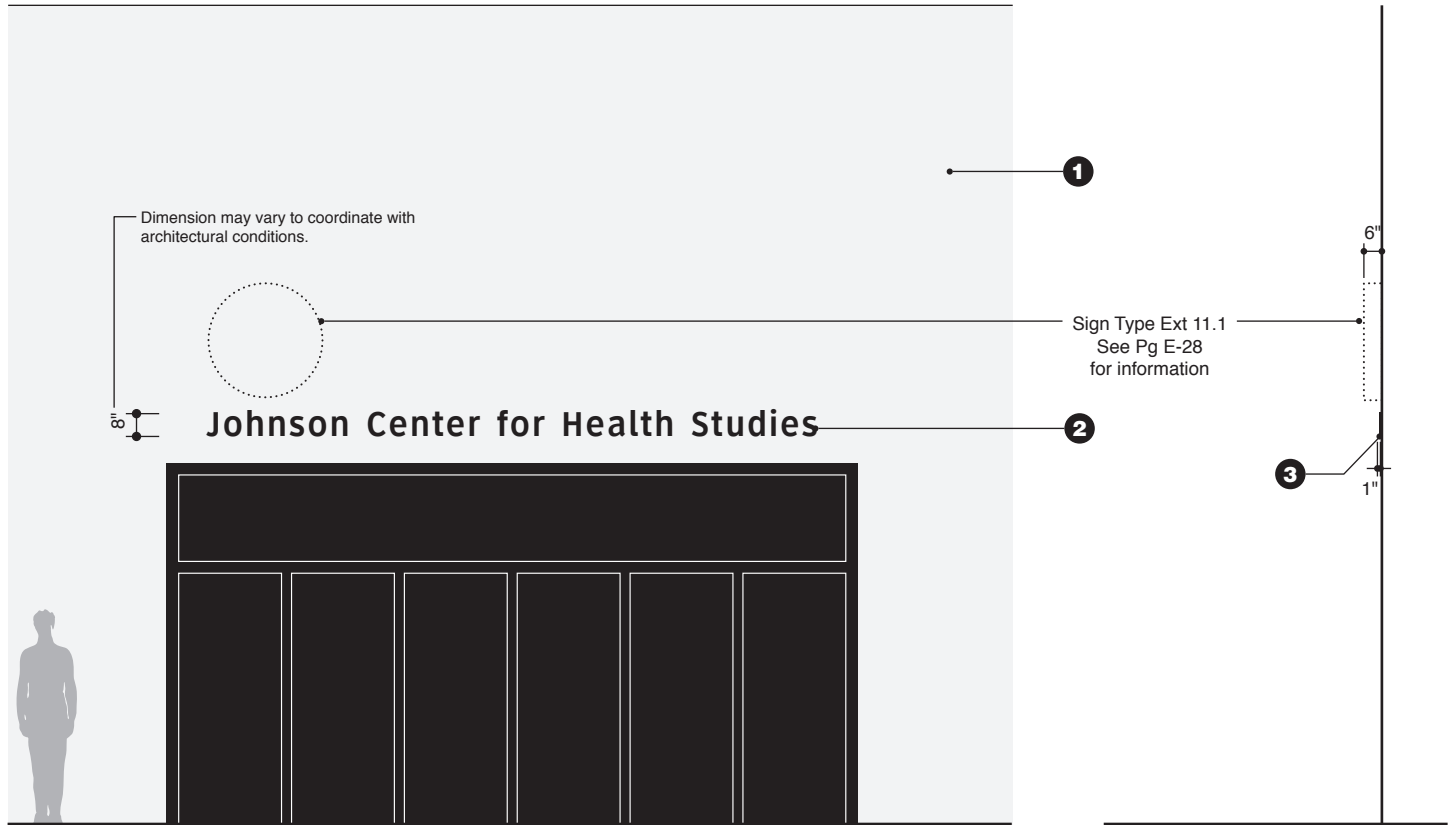 1
Dimension may vary to coordinate with
architectural conditions.
6"
Sign Type Ext 11.1
See Pg E-28
for information
8"
Johnson Center for Health Studies
2
3
1"